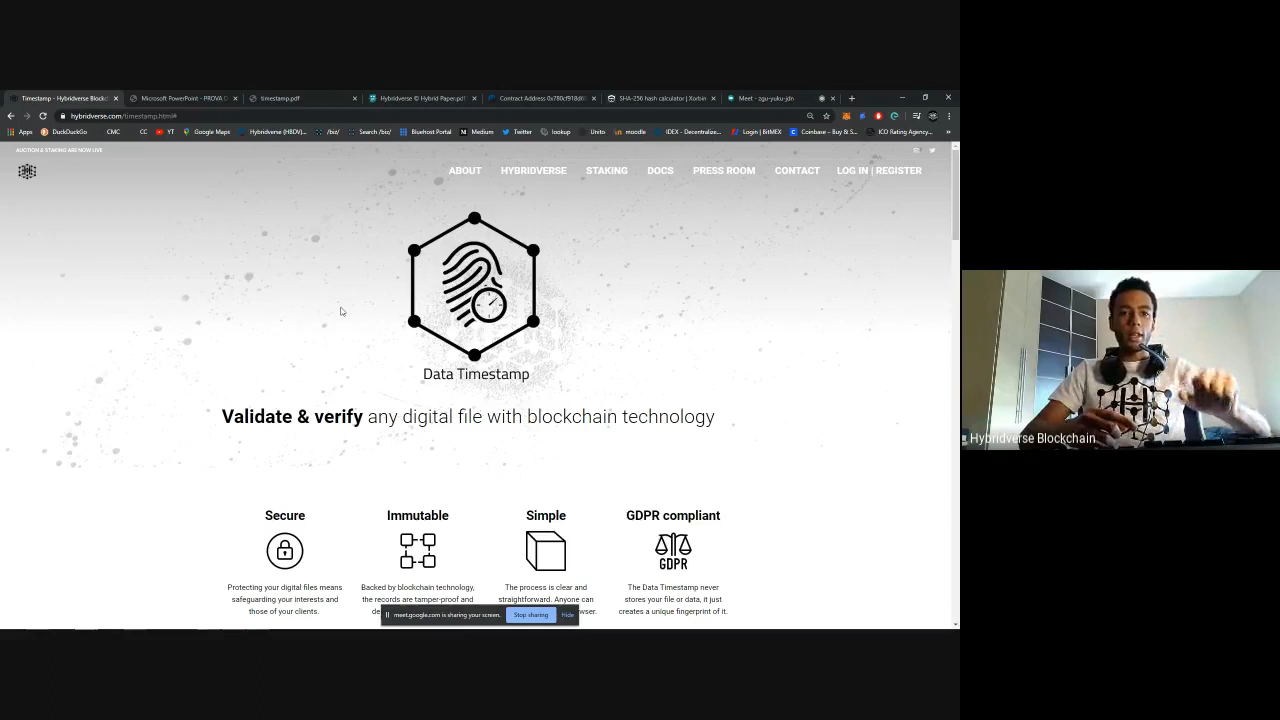 Timestamp - Hybridverse Block
Microsoft PowerPoint - PROVA D
timestamp.pdf
Hybridverse © Hybrid Paper.pdf
Contract Address 0x780cf918d6
SHA-256 hash calculator | Xorbin
Meet - zgu-yuku-jdn
hybridverse.com/timestamp.html#
Apps
DuckDuckGo
CMC
CC
YT
Google Maps
Hybridverse (HBDV)...
/biz/
Search /biz/
Bluehost Portal
Medium
Twitter
lookup
Unito
moodle
IDEX - Decentralize...
Login | BitMEX
Coinbase – Buy & S...
ICO Rating Agency...
AUCTION & STAKING ARE NOW LIVE
ABOUT
HYBRIDVERSE
STAKING
DOCS
PRESS ROOM
CONTACT
LOG IN | REGISTER
Data Timestamp
Validate & verify any digital file with blockchain technology
Secure
Protecting your digital files means
safeguarding your interests and
those of your clients.
Immutable
Backed by blockchain technology,
the records are tamper-proof and
Simple
The process is clear and
straightforward. Anyone can
GDPR compliant
GDPR
The Data Timestamp never
stores your file or data, it just
creates a unique fingerprint of it.
meet.google.com is sharing your screen.
Stop sharing
Hide
Hybridverse Blockchain